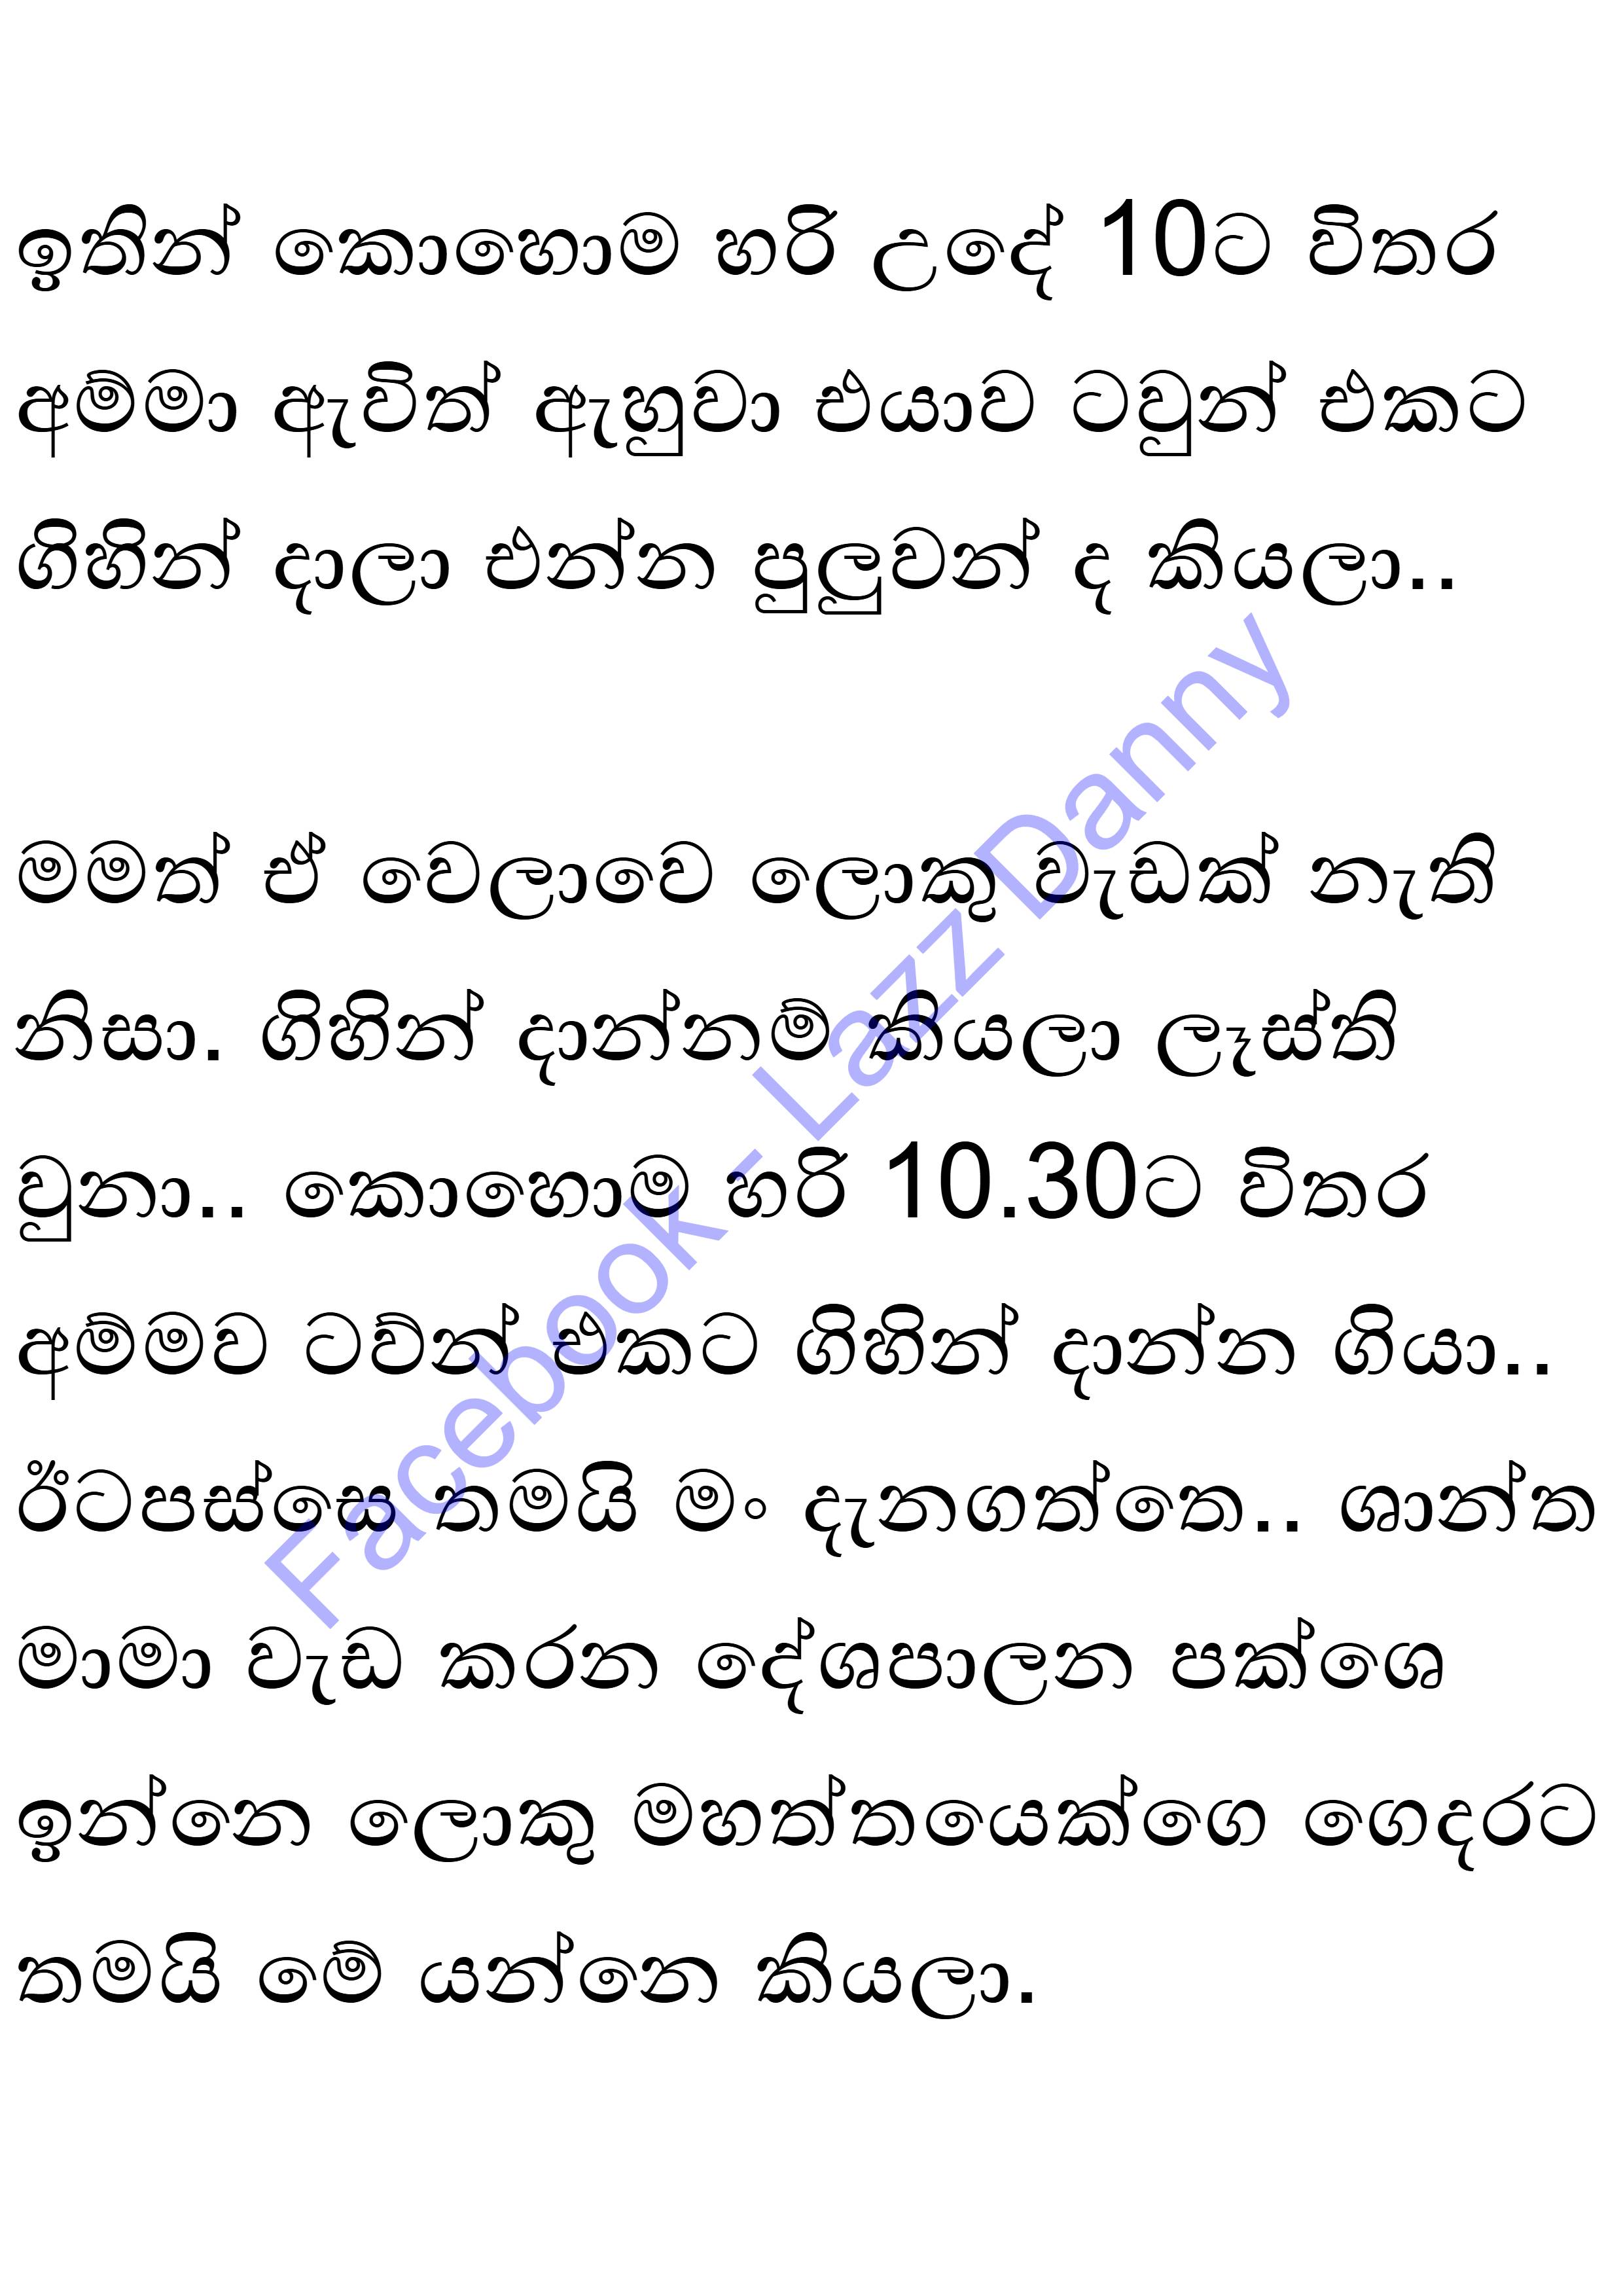 ඉතින් කොහොම හරි උදේ 10ට විතර
අම්මා ඇවිත් ඇහුවා එයාව ටවුන් එකට
ගිහින් දාලා එන්න පුලුවන් ද කියලා..
මමත් ඒ වෙලාවෙ ලොකු වැඩක් නැති
නිසා. ගිහින් දාන්නම් කියලා ලෑස්ති
වුනා.. කොහොම හරි 10.30ට විතර
අම්මව ටව්න් එකට ගිහින් දාන්න ගියා..
ඊටපස්සෙ තමයි මං දැනගත්තෙ.. ශාන්ත
මාමා වැඩ කරන දේශපාලන පක්ශෙ
ඉන්නෙ ලොකු මහත්තයෙක්ගෙ ගෙදරට
තමයි මේ යන්නෙ කියලා.
Facebook - Lazz Danny